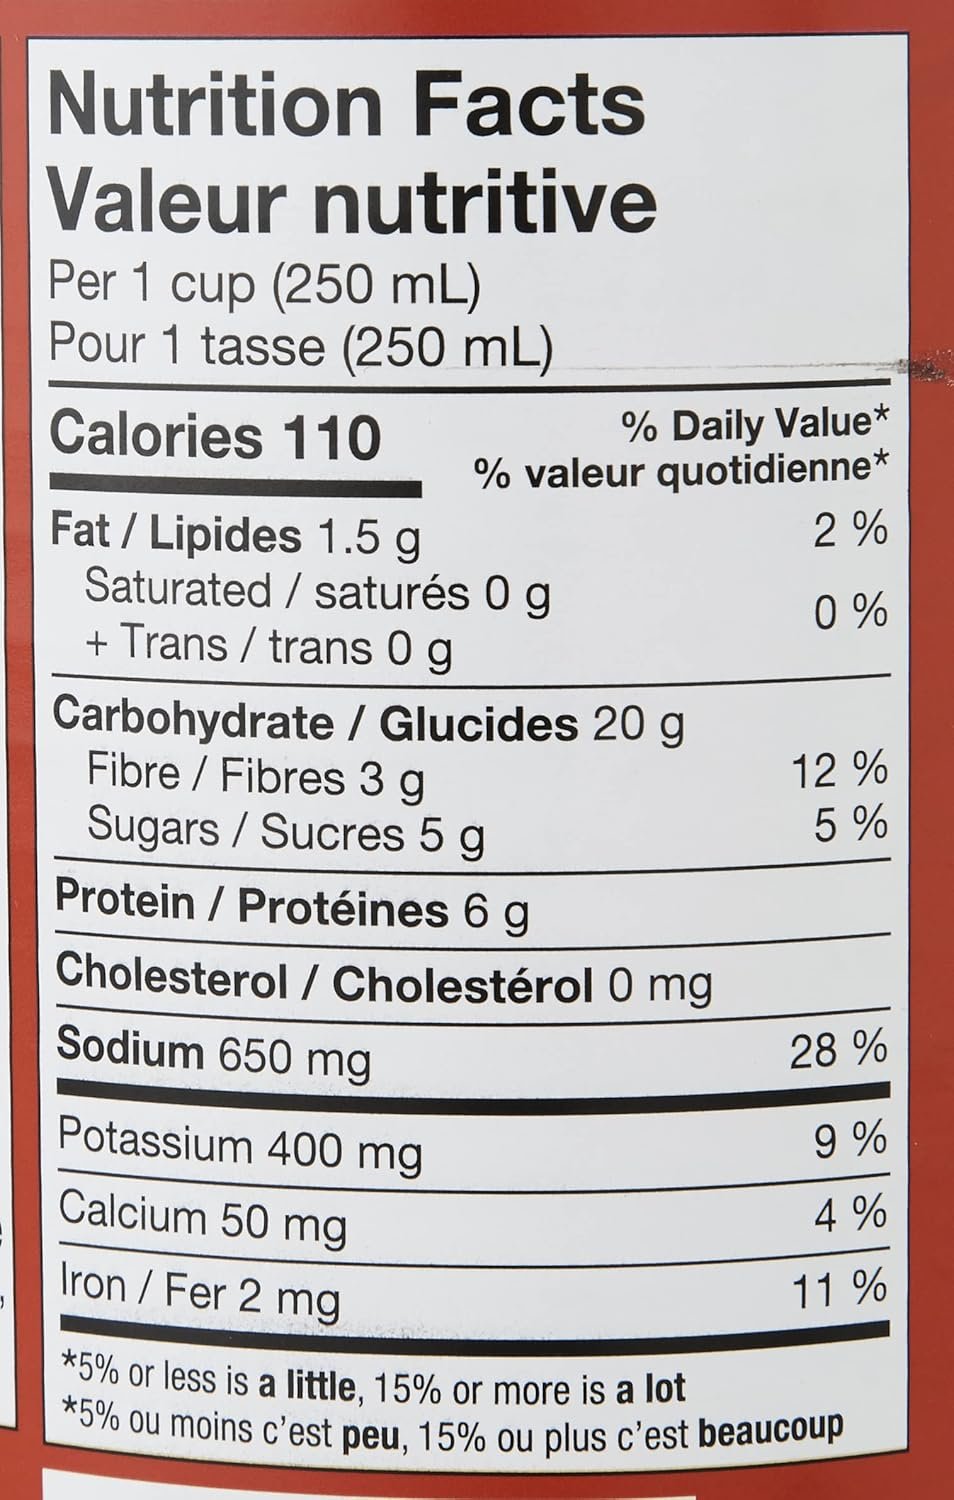 Nutrition Facts
Valeur nutritive
Per 1 cup (250 mL)
Pour 1 tasse (250 mL)
Calories 110
% Daily Value*
% valeur quotidienne*
Fat / Lipides 1.5 g 2 %
Saturated / saturés 0 g
+ Trans / trans 0 g 0 %
Carbohydrate / Glucides 20 g
Fibre / Fibres 3 g 12 %
Sugars / Sucres 5 g 5 %
Protein / Protéines 6 g
Cholesterol / Cholestérol 0 mg
Sodium 650 mg 28 %
Potassium 400 mg 9 %
Calcium 50 mg 4 %
Iron / Fer 2 mg 11 %
*5% or less is a little, 15% or more is a lot
*5% ou moins c'est peu, 15% ou plus c'est beaucoup